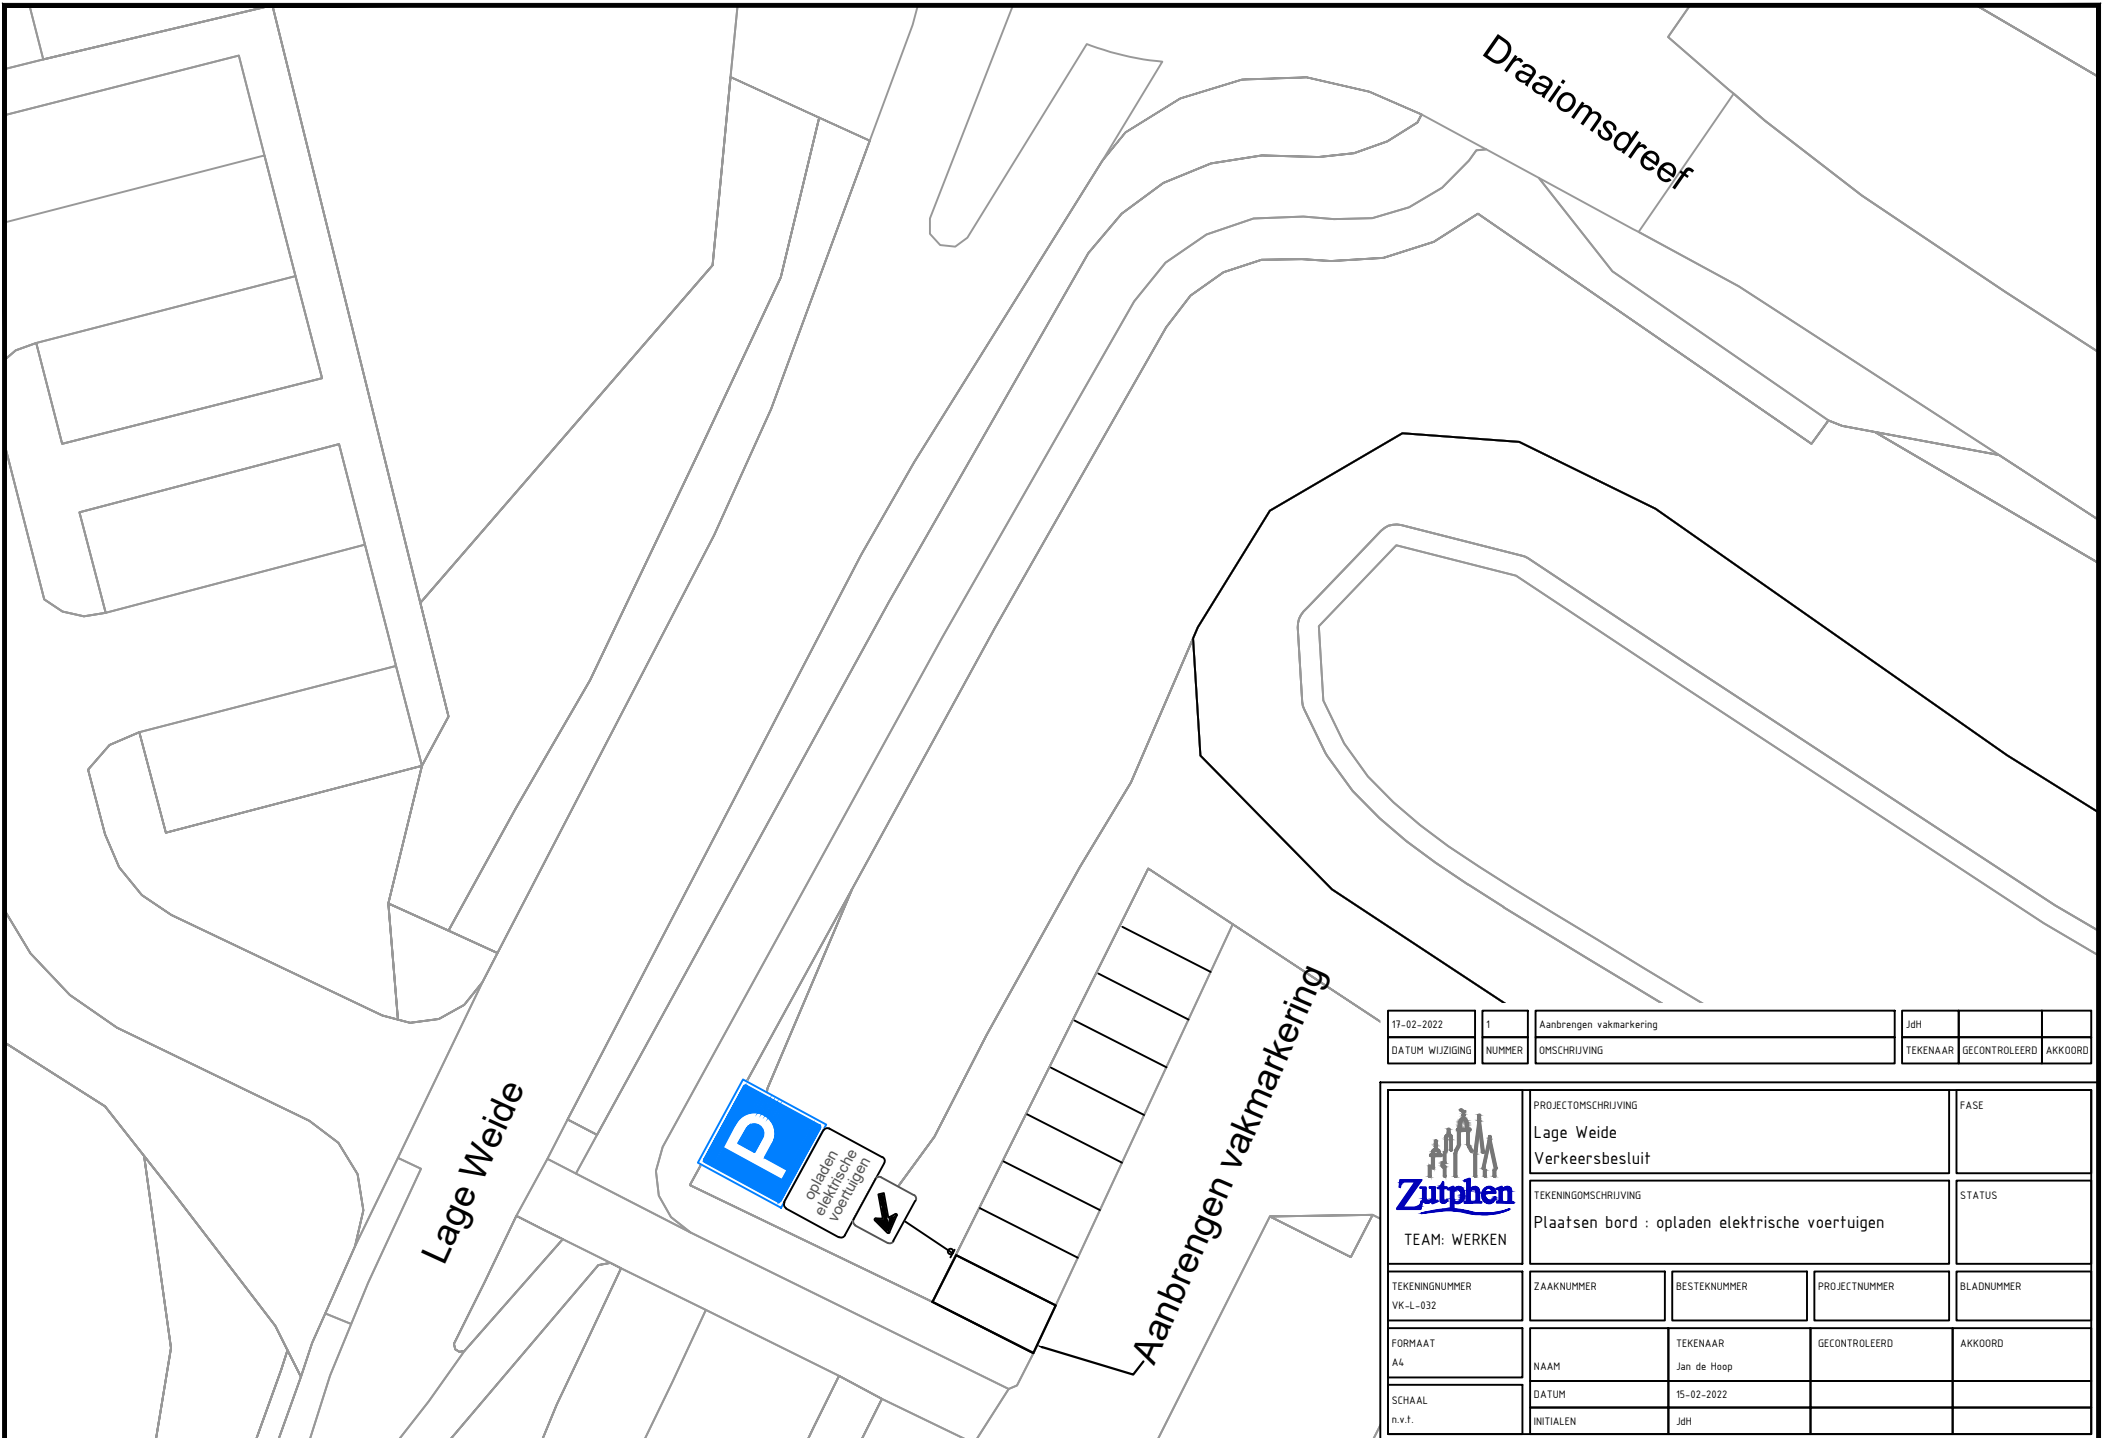 Draaiomsdreef
Lage Weide
P
opladen
elektrische
voertuigen
Aanbrengen vakmarkering
17-02-2022 1 Aanbrengen vakmarkering JdH
DATUM WIJZIGING NUMMER OMSCHRIJVING TEKENAAR GECONTROLEERD AKKOORD
Zutphen
TEAM: WERKEN
PROJECTOMSCHRIJVING
Lage Weide
Verkeersbesluit
FASE
TEKENINGOMSCHRIJVING
Plaatsen bord : opladen elektrische voertuigen
STATUS
TEKENINGNUMMER
VK-L-032
ZAAKNUMMER
BESTEKNUMMER
PROJECTNUMMER
BLADNUMMER
FORMAAT
A4
SCHAAL
n.v.t.
TEKENAAR GECONTROLEERD AKKOORD
NAAM Jan de Hoop
DATUM 15-02-2022
INITIALEN JdH